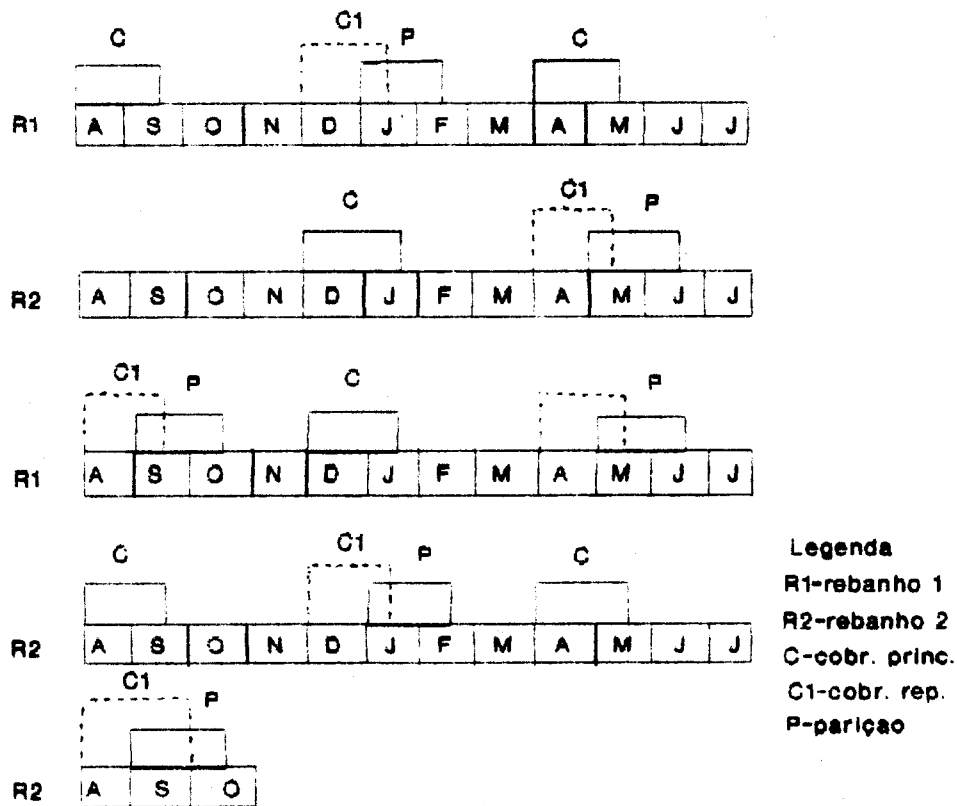 C C1 P C
R1 A S O N D J F M A M J J
C C1 P
R2 A S O N D J F M A M J J
C1 P C P
R1 A S O N D J F M A M J J
C C1 P C
R2 A S O N D J F M A M J J
C1 P
R2 A S O
Legenda
R1-rebanho 1
R2-rebanho 2
C-cobr. princ.
C1-cobr. rep.
P-pariçao